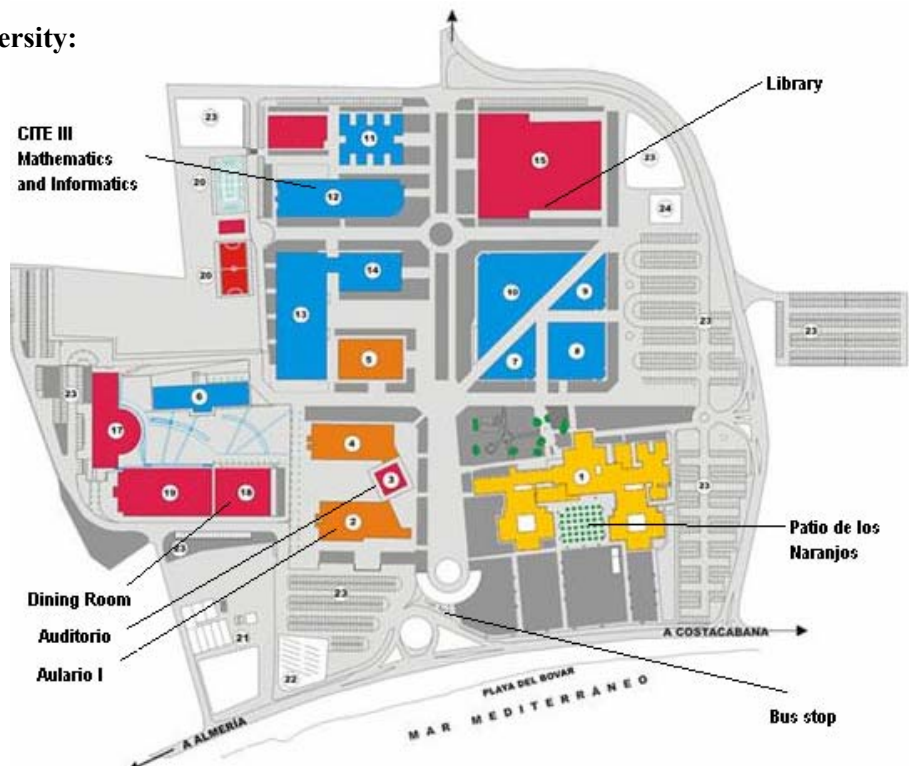 ersity:
Library
CITE III
Mathematics
and Informatics
23
11
15
23
20
12
24
14
10
9
20
13
23
23
5
7
8
6
23
17
4
1
3
23
19
18
2
Patio de los
Naranjos
23
Dining Room
23
Auditorio
21
A COSTACABANA
Aulario I
22
PLAYA DEL BOVAR
MAR MEDITERRÁNEO
Bus stop
A ALMERÍA